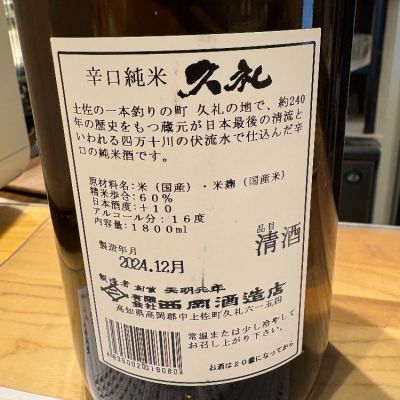 辛口純米 久礼
土佐の一本釣りの町 久礼の地で、約240
年の歴史をもつ蔵元が日本最後の清流と
いわれる四万十川の伏流水で仕込んだ辛
口の純米酒です。
原材料名：米（国産）・米麹（国産米）
精米歩合：６０％
日本酒度：＋１０
アルコール分：１６度
内容量：１８００ml
品目
清酒
製造年月
2024.12月
製造者 創業 天明元年
有限会社 西岡酒造店
高知県高岡郡中土佐町久礼六一五四
常温または少し冷やして
お召し上がり下さい。
お酒は２０歳になってから